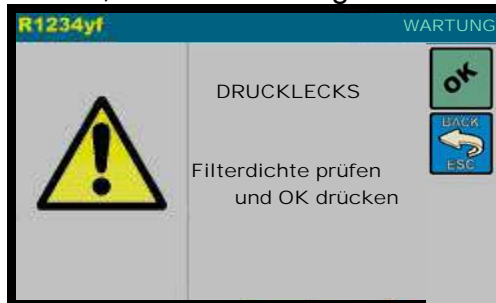 R1234yf WARTUNG
DRUCKLECKS
Filterdichte prüfen
und OK drücken
OK
BACK
ESC